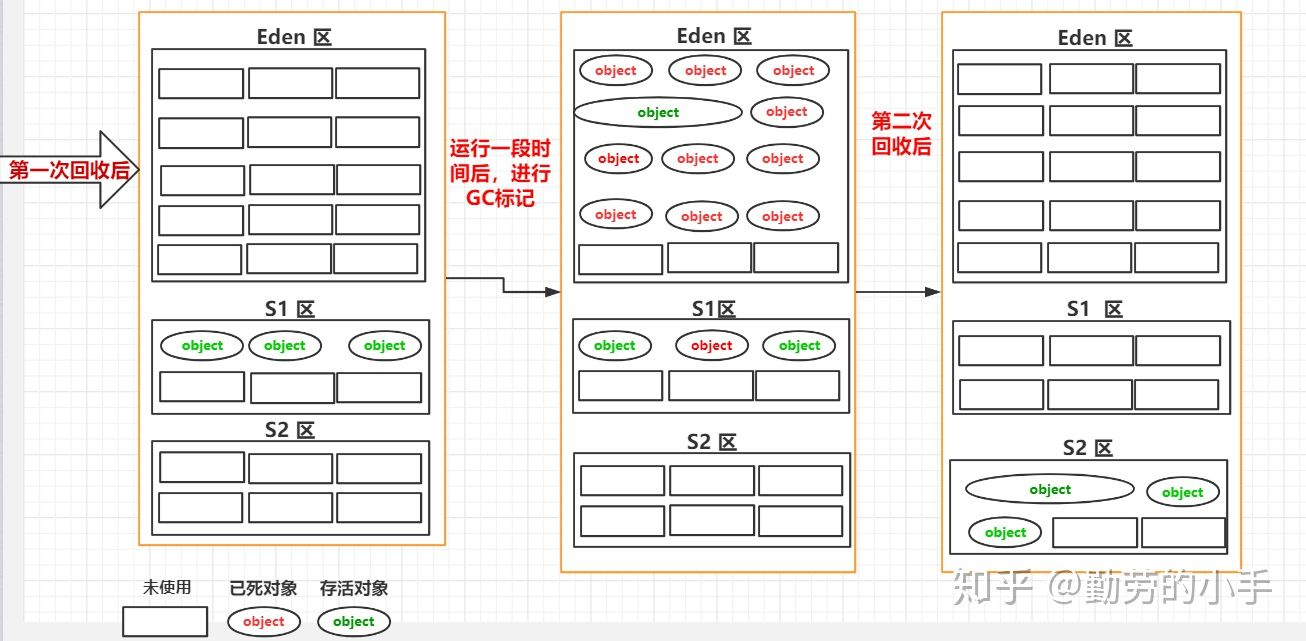 第一次回收后
Eden 区
S1 区
object object object
S2 区
运行一段时
间后，进行
GC标记
Eden 区
object object object
object object
object object object
object object object
S1区
object object object
S2 区
第二次
回收后
Eden 区
S1 区
S2 区
object object
object
未使用 已死对象 存活对象
object object
知乎 @勤劳的小手